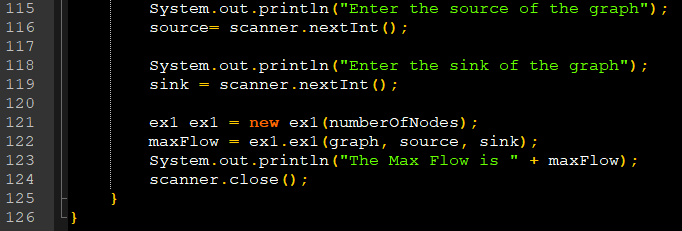 115 System.out.println("Enter the source of the graph");
116 source= scanner.nextInt();
117
118 System.out.println("Enter the sink of the graph");
119 sink = scanner.nextInt();
120
121 ex1 ex1 = new ex1(numberOfNodes);
122 maxFlow = ex1.ex1(graph, source, sink);
123 System.out.println("The Max Flow is " + maxFlow);
124 scanner.close();
125 }
126 }